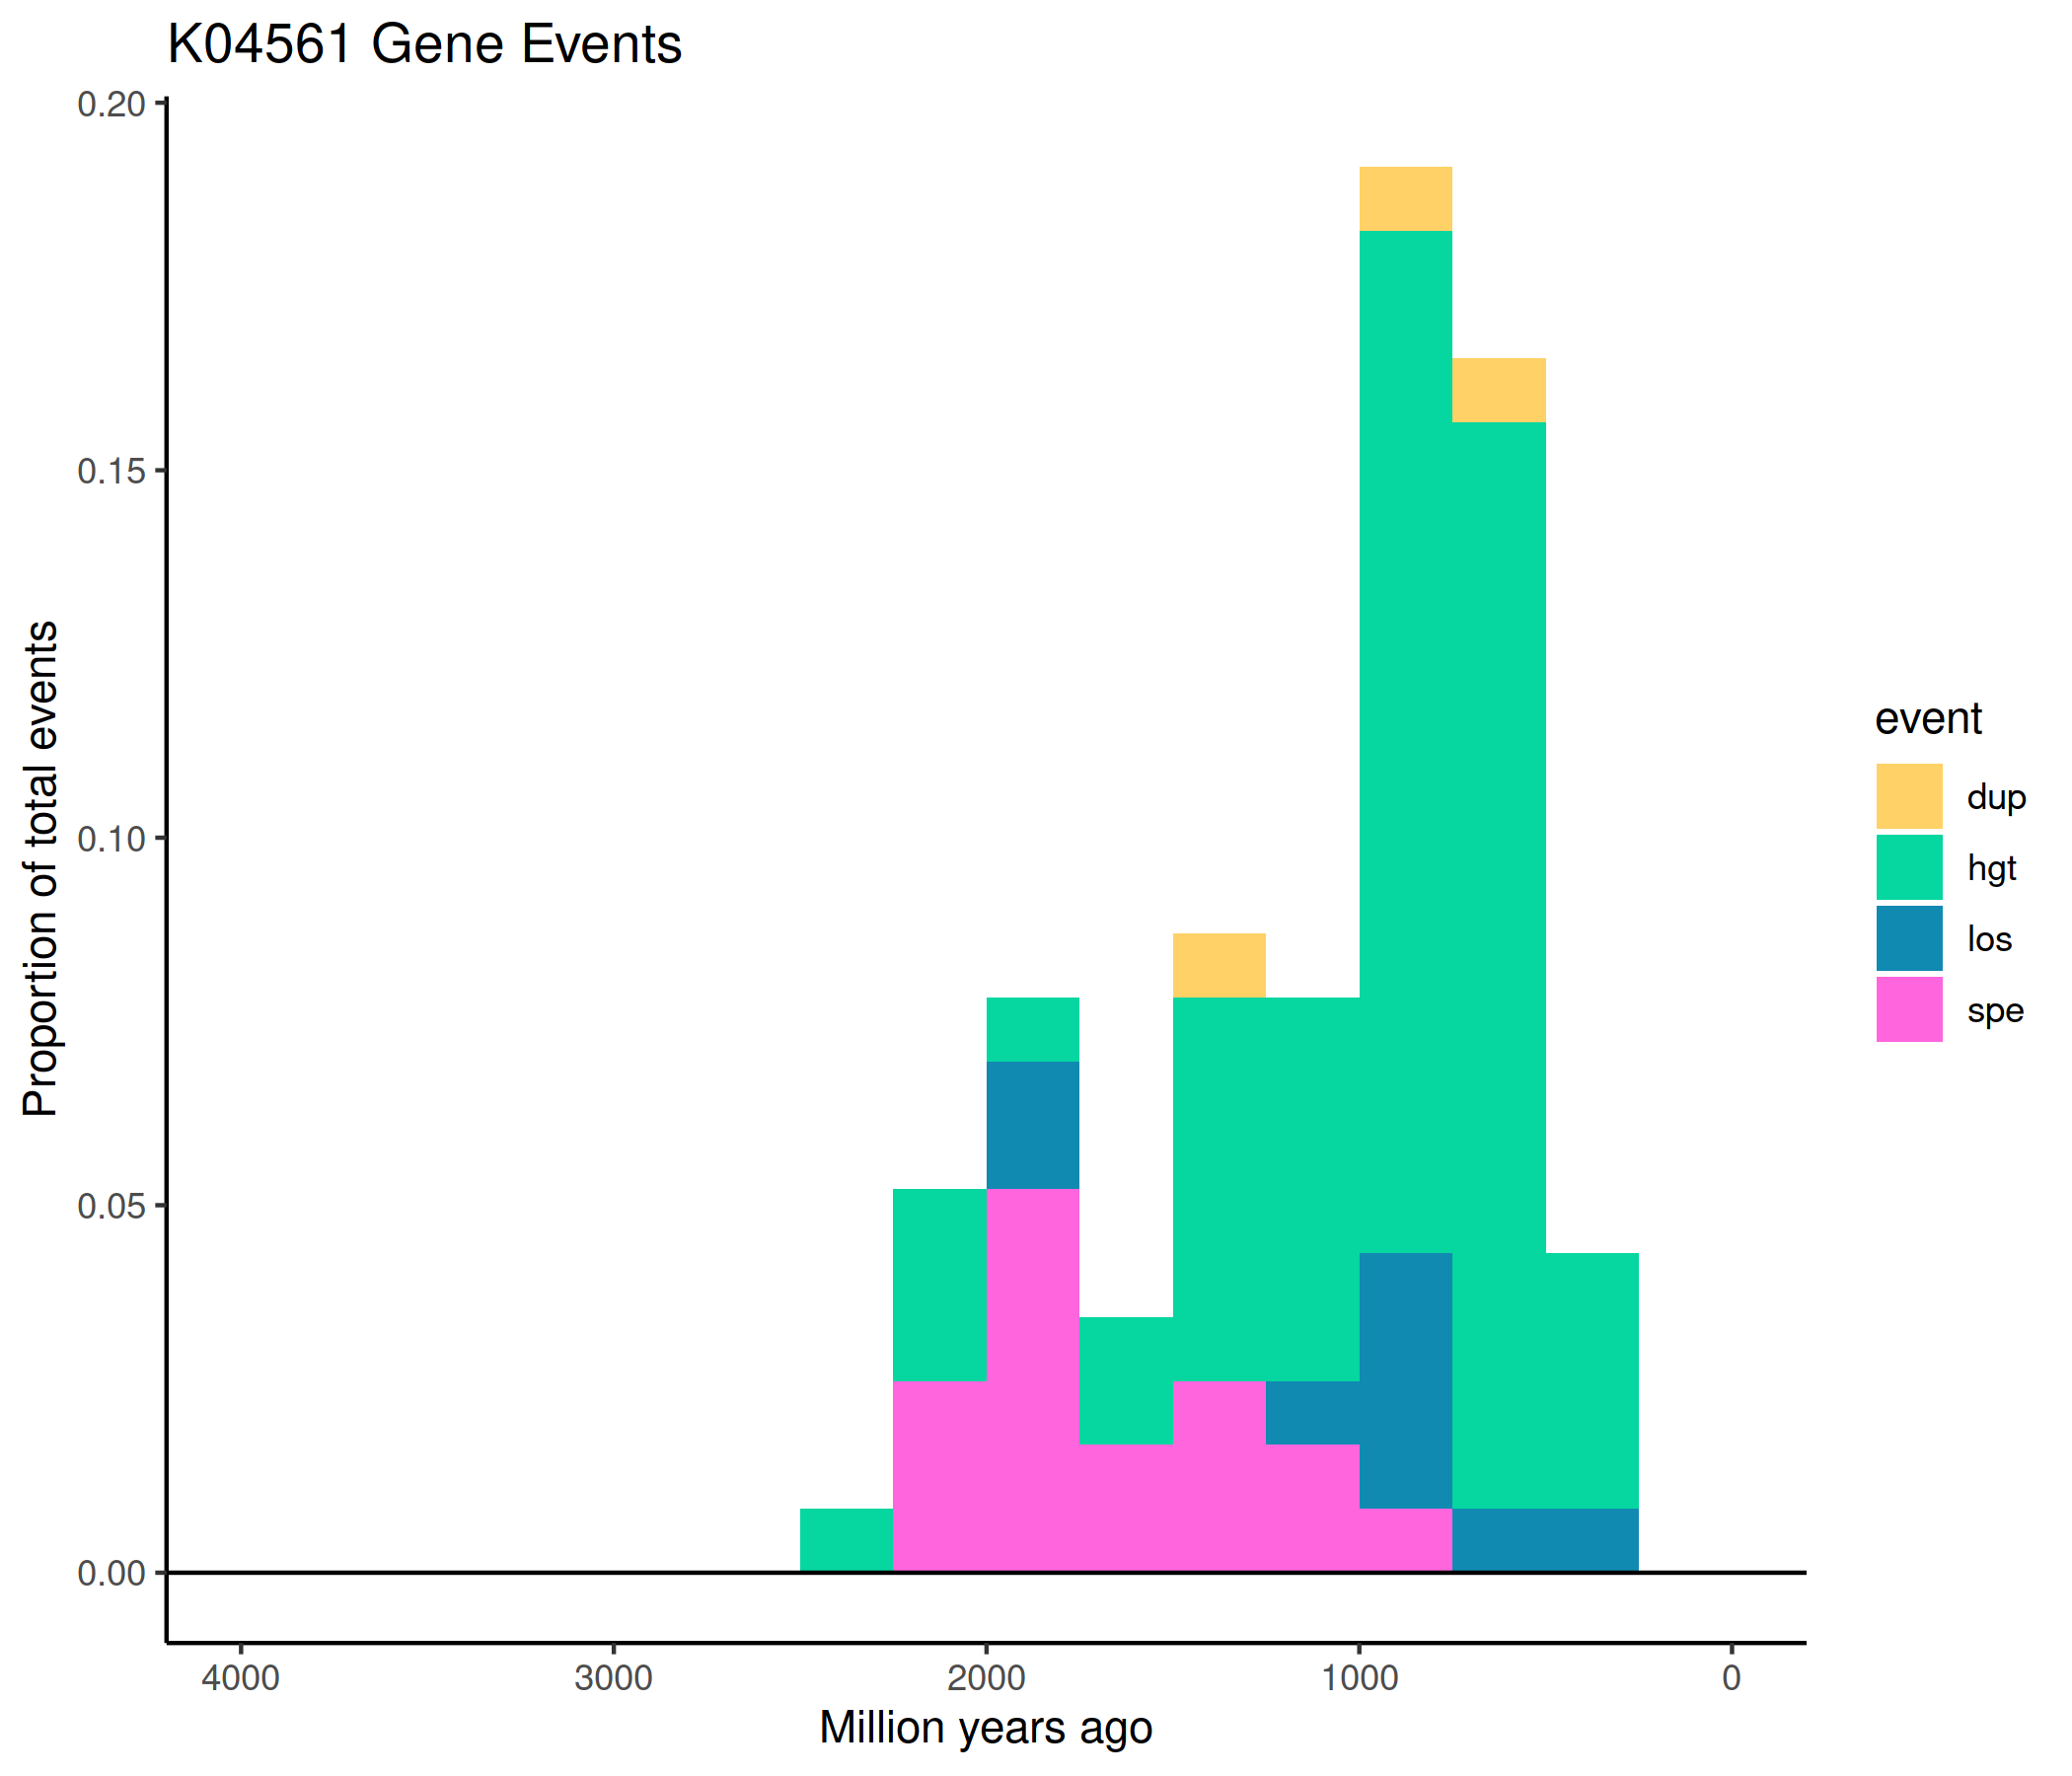 K04561 Gene Events
0.20
0.15
0.10
0.05
0.00
Proportion of total events
4000 3000 2000 1000 0
Million years ago
event
dup
hgt
los
spe